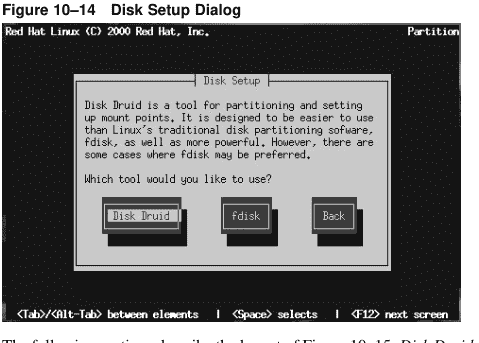 Figure 10–14 Disk Setup Dialog
Red Hat Linux (C) 2000 Red Hat, Inc. Partition
Disk Setup
Disk Druid is a tool for partitioning and setting
up mount points. It is designed to be easier to use
than Linux's traditional disk partitioning sofware,
fdisk, as well as more powerful. However, there are
some cases where fdisk may be preferred.
Which tool would you like to use?
Disk Druid fdisk Back
<Tab>/<Alt-Tab> between elements | <Space> selects | <F12> next screen